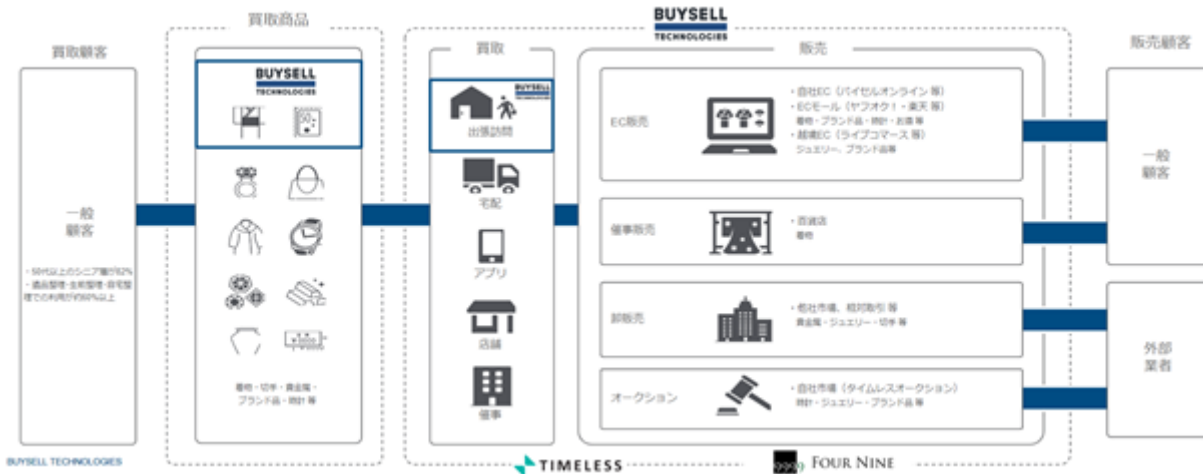 買取顧客
一般
顧客
・50代以上のシニア層が82%
・遺品整理・生前整理・自宅整
理での利用が約60%以上
買取商品
BUYSELL
TECHNOLOGIES
着物・切手・貴金属・
ブランド品・時計 等
BUYSELL
TECHNOLOGIES
買取
BUYSELL
TECHNOLOGIES
出張訪問
宅配
アプリ
店舗
催事
販売
EC販売
・自社EC（バイセルオンライン 等）
・ECモール（ヤフオク！・楽天 等）
着物・ブランド品・時計・お酒 等
・越境EC（ライブコマース 等）
ジュエリー、ブランド品等
催事販売
・百貨店
着物
卸販売
・他社市場、相対取引 等
貴金属・ジュエリー・切手 等
オークション
・自社市場（タイムレスオークション）
時計・ジュエリー・ブランド品 等
販売顧客
一般
顧客
外部
業者
BUYSELL TECHNOLOGIES
TIMELESS
FOUR NINE